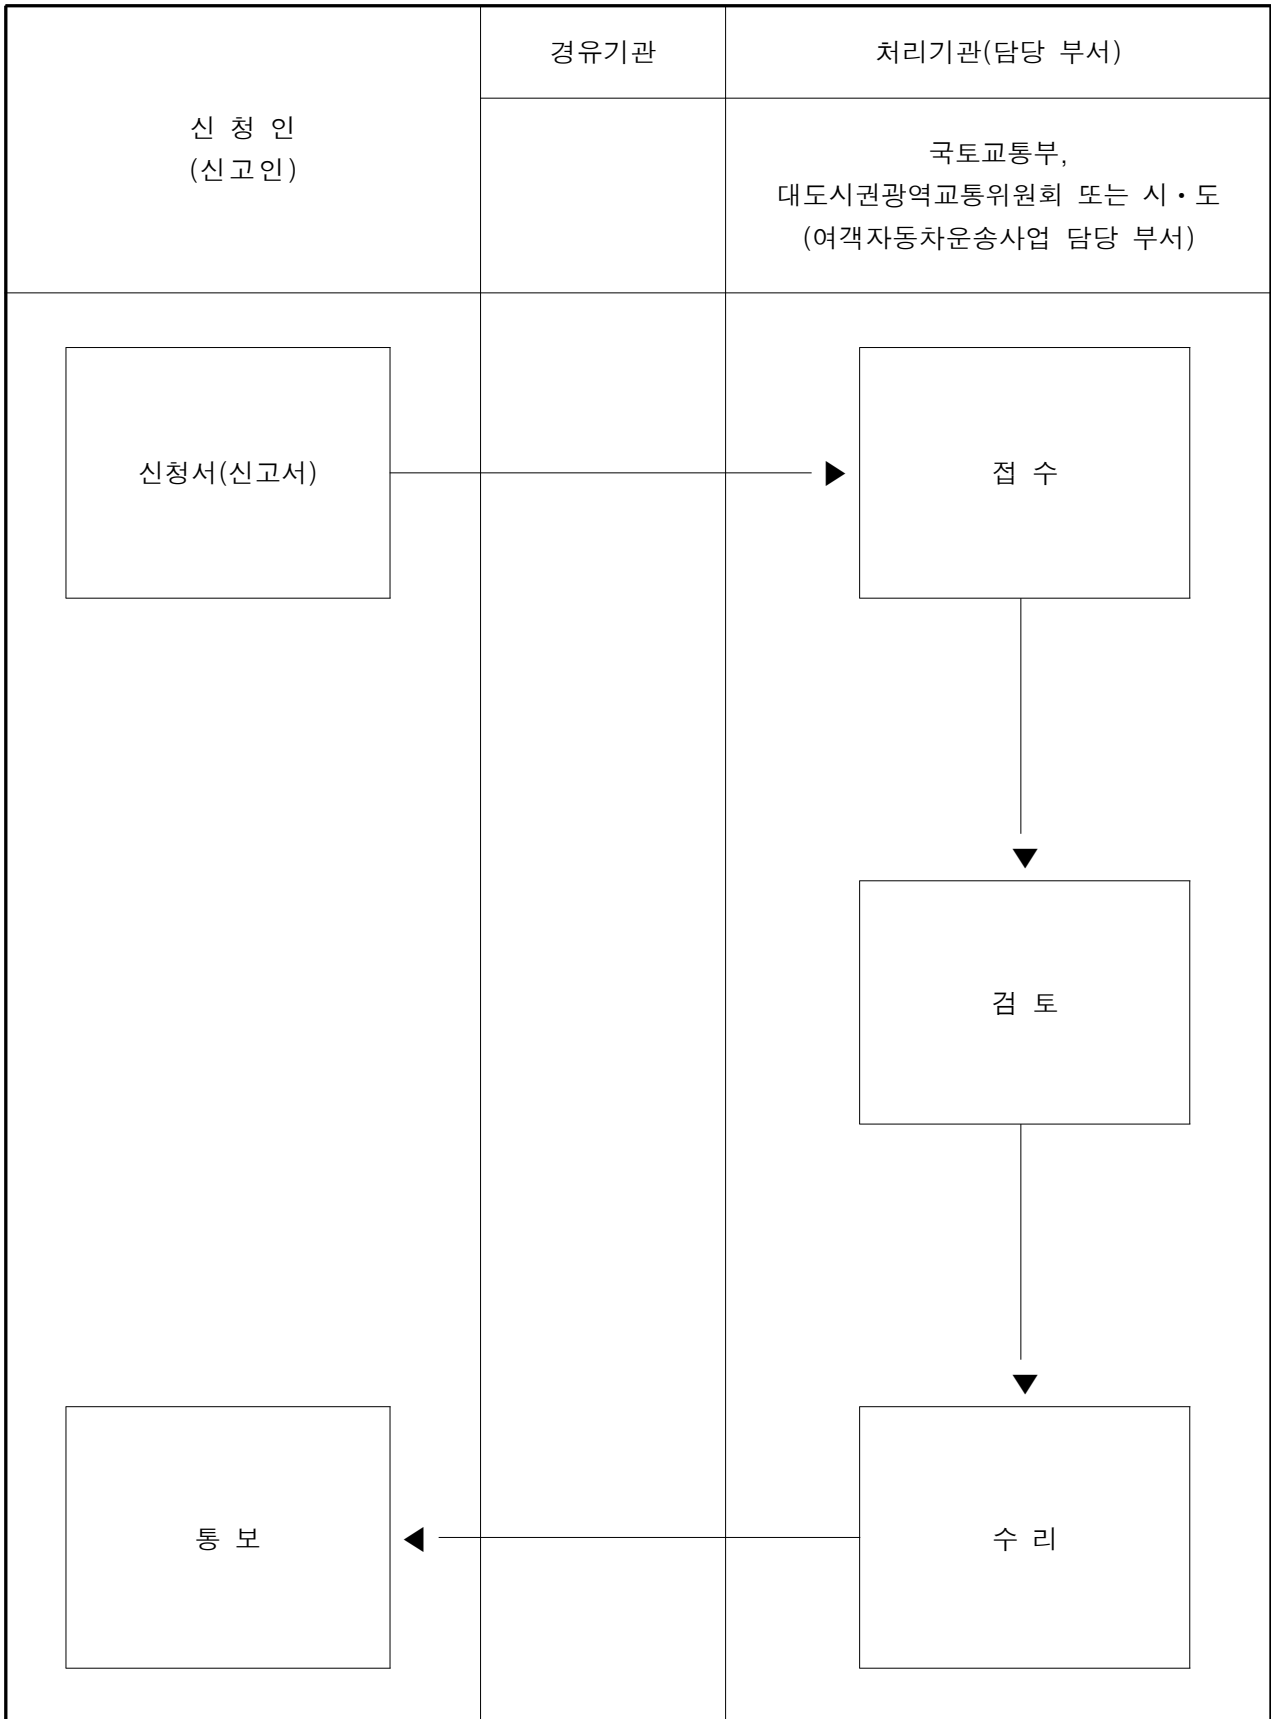 신 청 인
(신고인)
경유기관
처리기관(담당 부서)
국토교통부,
대도시권광역교통위원회 또는 시·도
(여객자동차운송사업 담당 부서)
신청서(신고서)
접 수
검 토
수 리
통 보